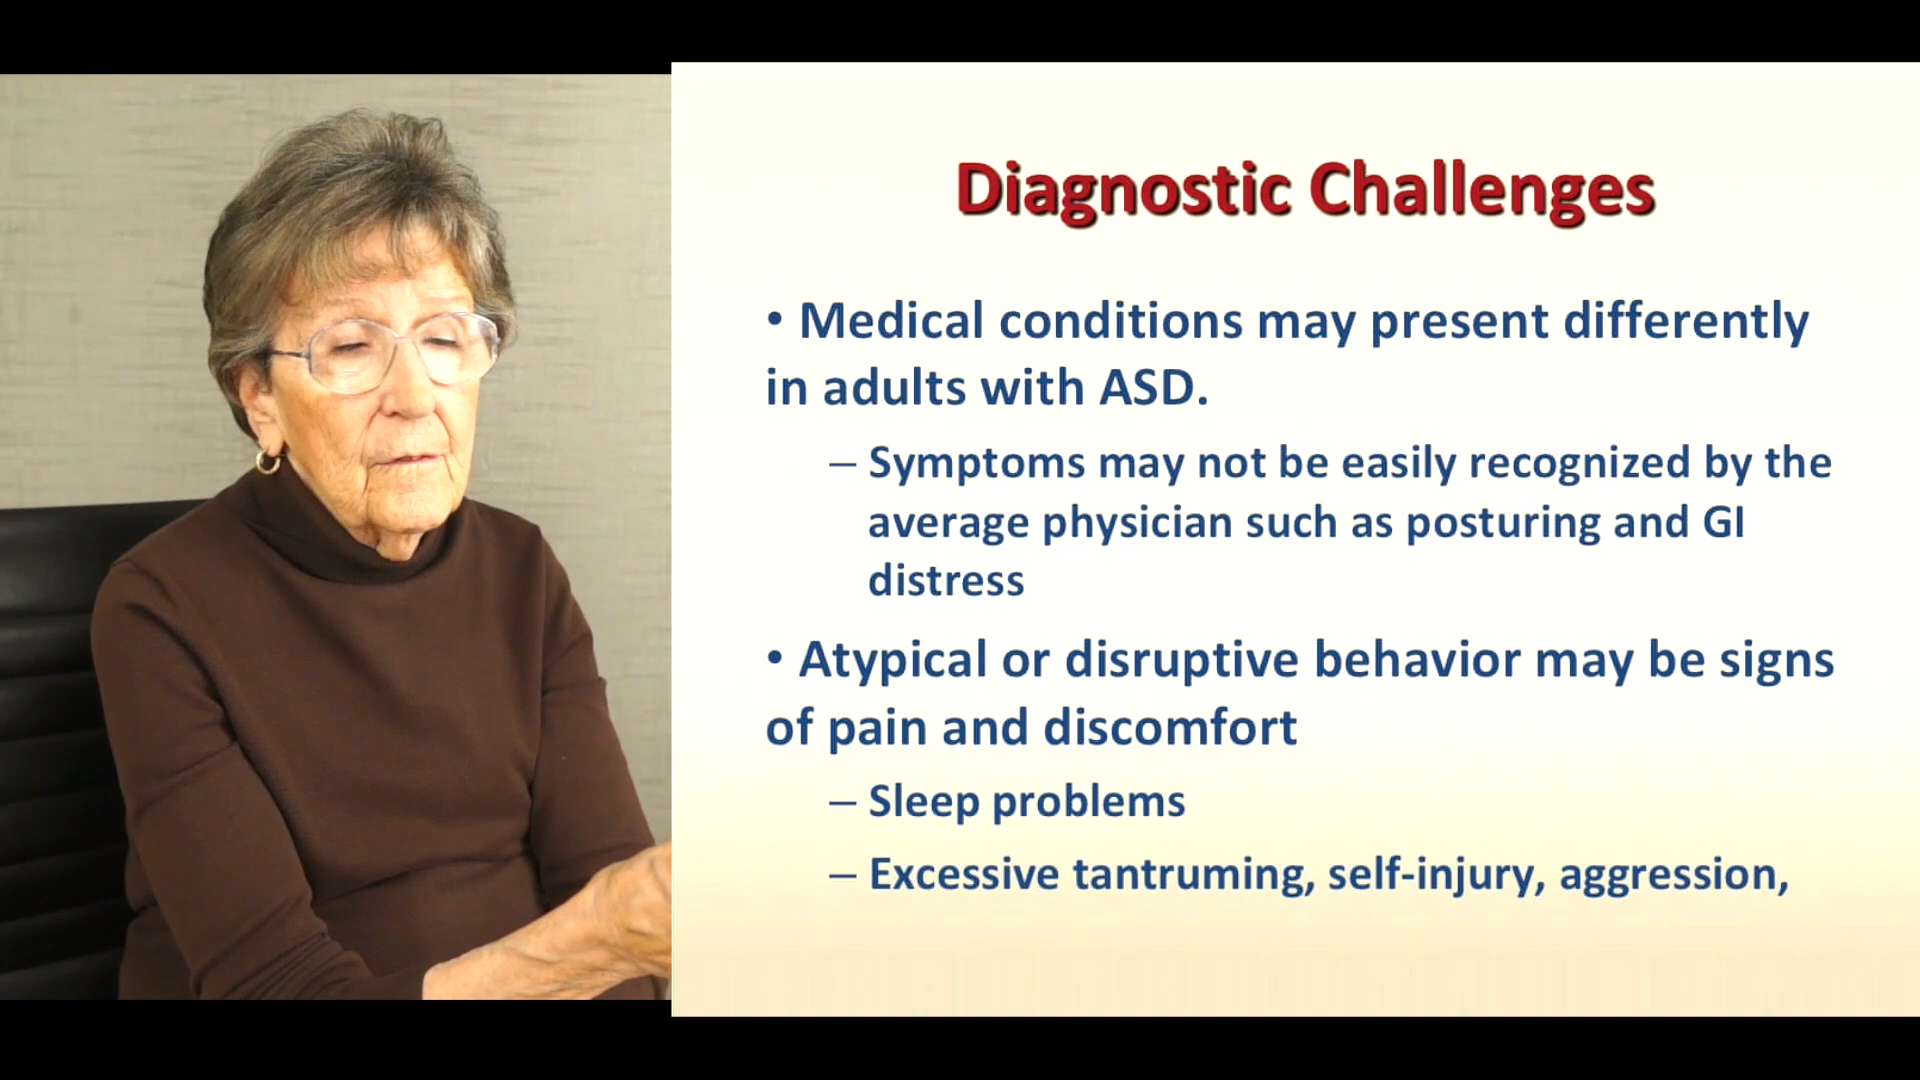 Diagnostic Challenges
• Medical conditions may present differently
in adults with ASD.
– Symptoms may not be easily recognized by the
average physician such as posturing and GI
distress
• Atypical or disruptive behavior may be signs
of pain and discomfort
– Sleep problems
– Excessive tantruming, self-injury, aggression,